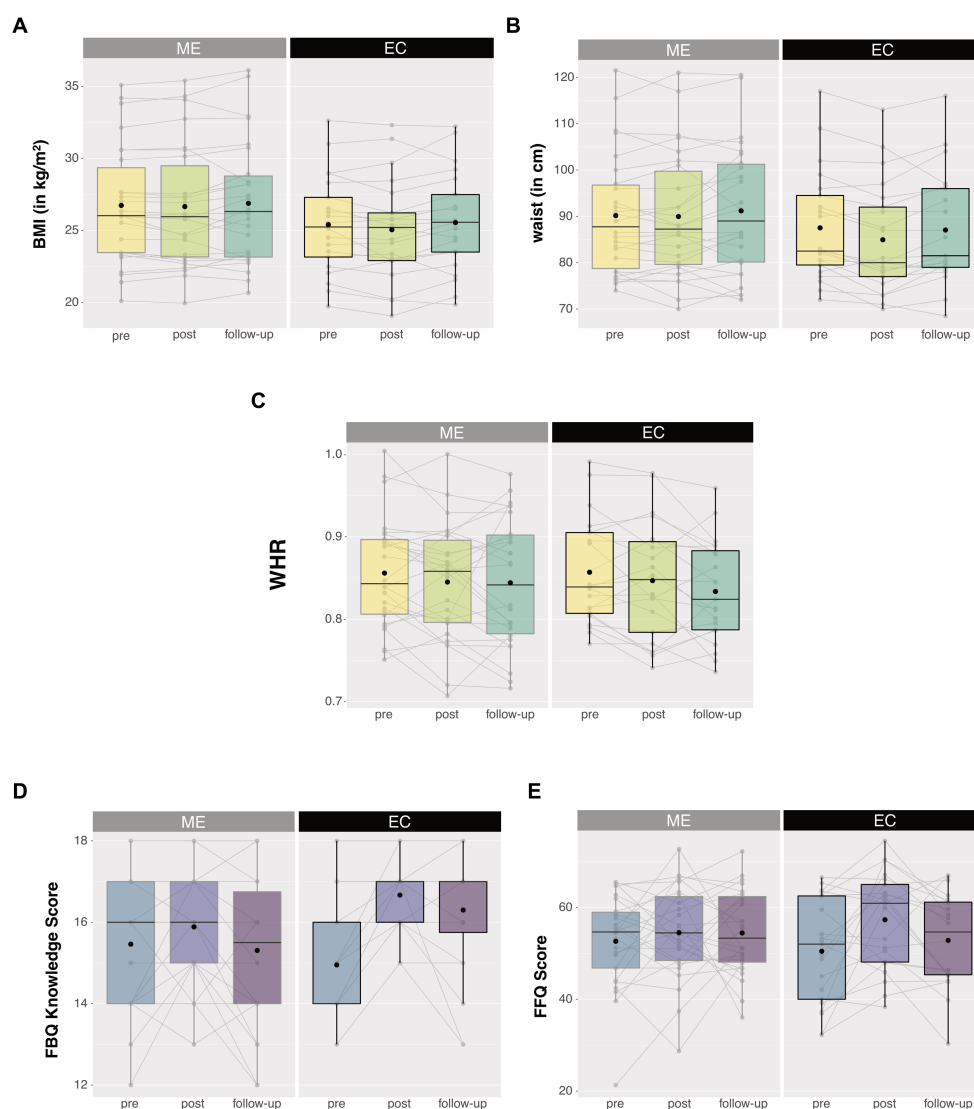 A
ME EC
BMI (in kg/m²)
35
30
25
20
pre post follow-up pre post follow-up
B
ME EC
waist (in cm)
120
110
100
90
80
70
pre post follow-up pre post follow-up
C
ME EC
WHR
1.0
0.9
0.8
0.7
pre post follow-up pre post follow-up
D
ME EC
FBQ Knowledge Score
18
16
14
12
pre post follow-up pre post follow-up
E
ME EC
FFQ Score
60
40
20
pre post follow-up pre post follow-up